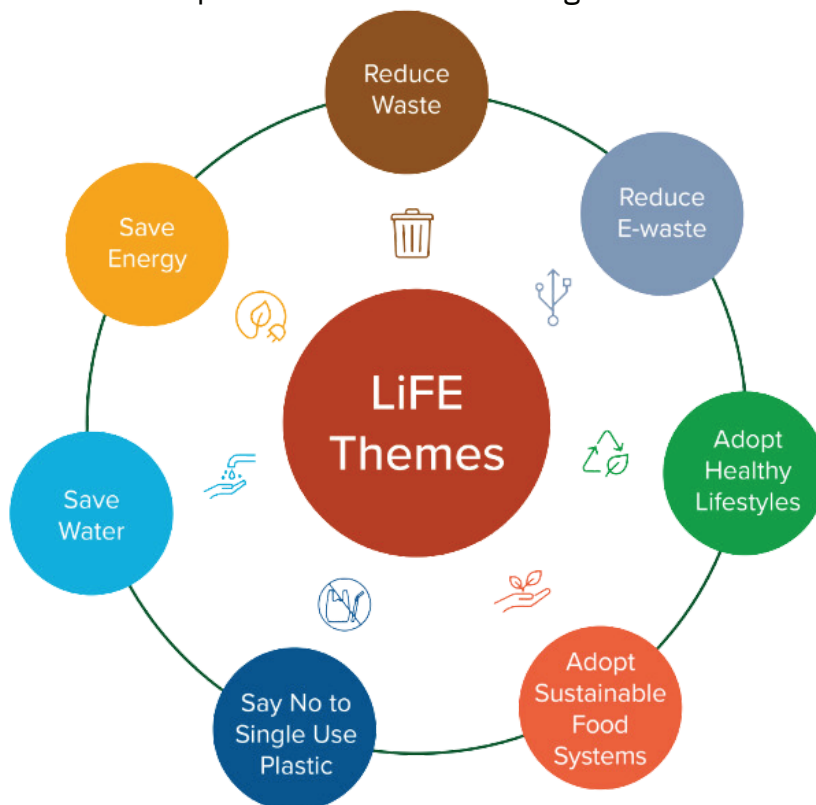 Reduce
Waste
Reduce
E-waste
Adopt
Healthy
Lifestyles
Adopt
Sustainable
Food
Systems
Say No to
Single Use
Plastic
Save
Water
Save
Energy
LiFE
Themes